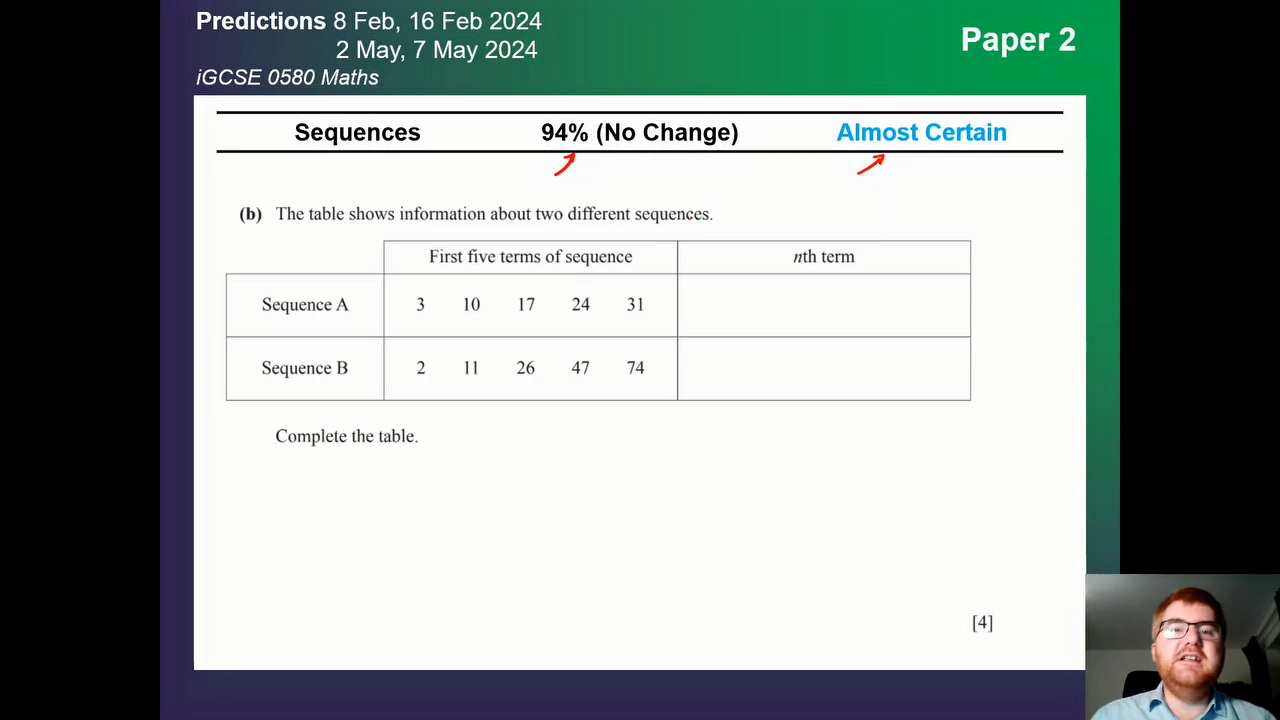 Predictions 8 Feb, 16 Feb 2024
2 May, 7 May 2024
iGCSE 0580 Maths
Paper 2
Sequences 94% (No Change) Almost Certain
(b) The table shows information about two different sequences.
First five terms of sequence nth term
Sequence A 3 10 17 24 31
Sequence B 2 11 26 47 74
Complete the table.
[4]